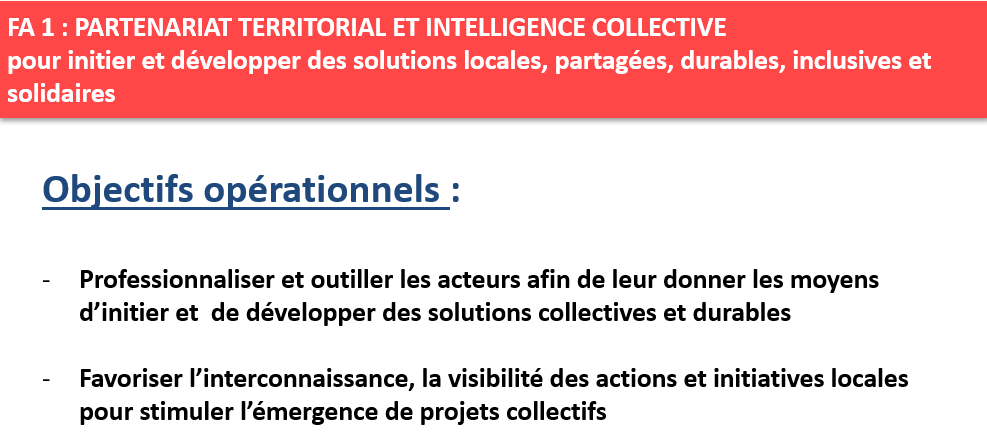 FA 1 : PARTENARIAT TERRITORIAL ET INTELLIGENCE COLLECTIVE
pour initier et développer des solutions locales, partagées, durables, inclusives et
solidaires
Objectifs opérationnels :
- Professionnaliser et outiller les acteurs afin de leur donner les moyens
d’initier et  de développer des solutions collectives et durables
- Favoriser l’interconnaissance, la visibilité des actions et initiatives locales
pour stimuler l’émergence de projets collectifs